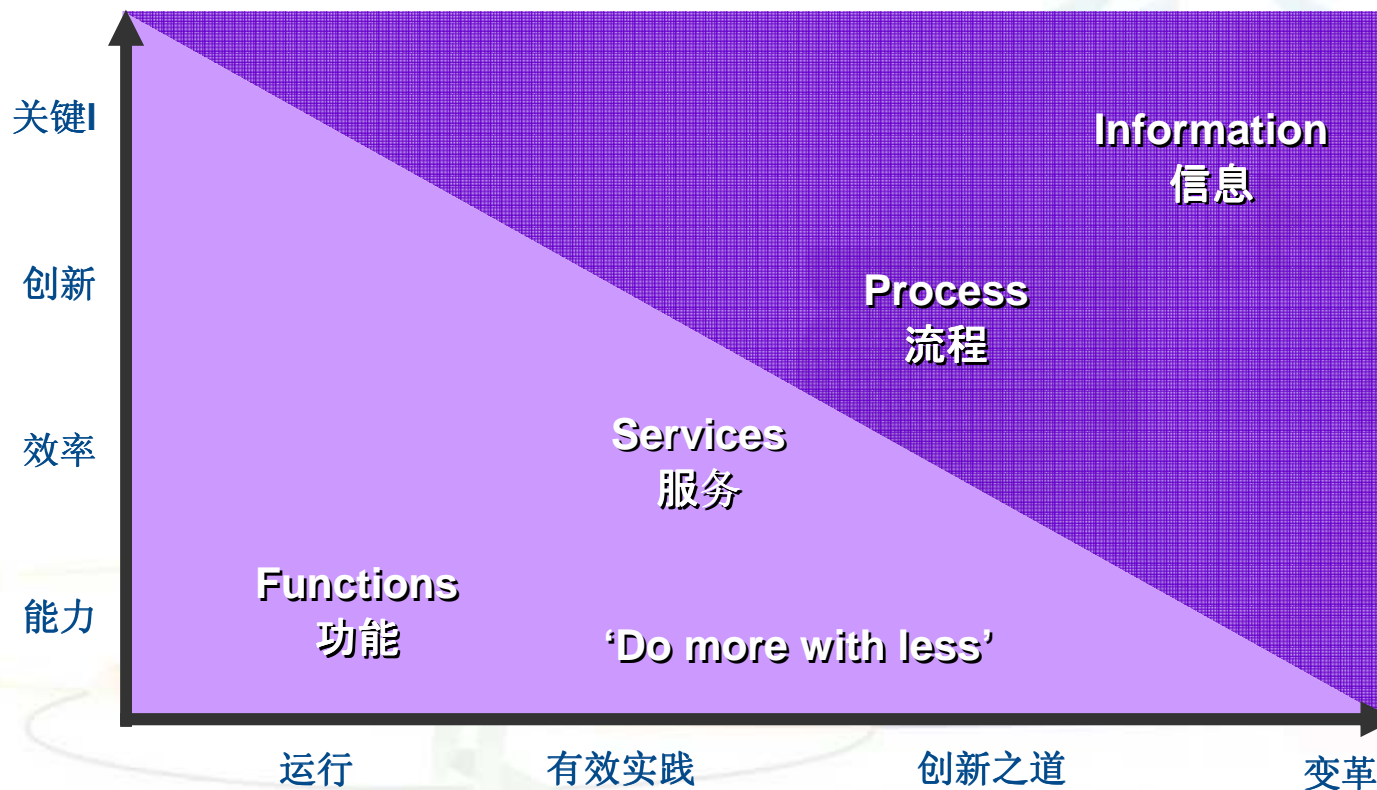 关键I
Information
信息
创新
Process
流程
效率
Services
服务
能力
Functions
功能
‘Do more with less’
运行
有效实践
创新之道
变革